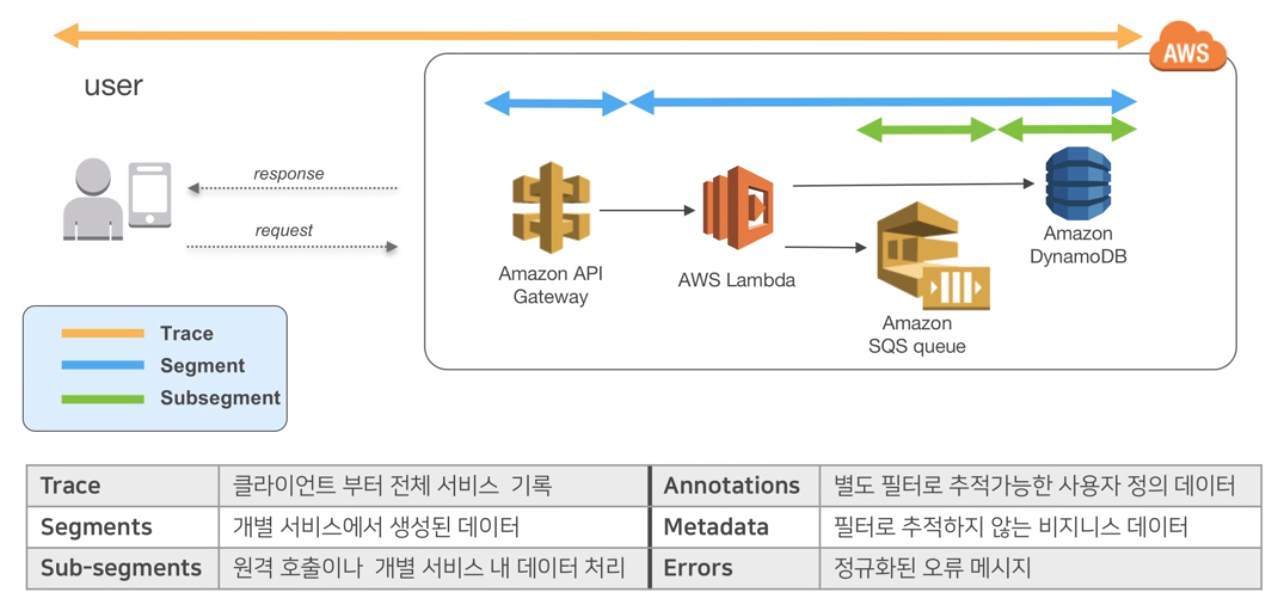 AWS
user
response
request
Amazon API
Gateway
AWS Lambda
Amazon
SQS queue
Amazon
DynamoDB
Trace
Segment
Subsegment
Trace 클라이언트 부터 전체 서비스 기록 Annotations 별도 필터로 추적가능한 사용자 정의 데이터
Segments 개별 서비스에서 생성된 데이터 Metadata 필터로 추적하지 않는 비지니스 데이터
Sub-segments 원격 호출이나 개별 서비스 내 데이터 처리 Errors 정규화된 오류 메시지